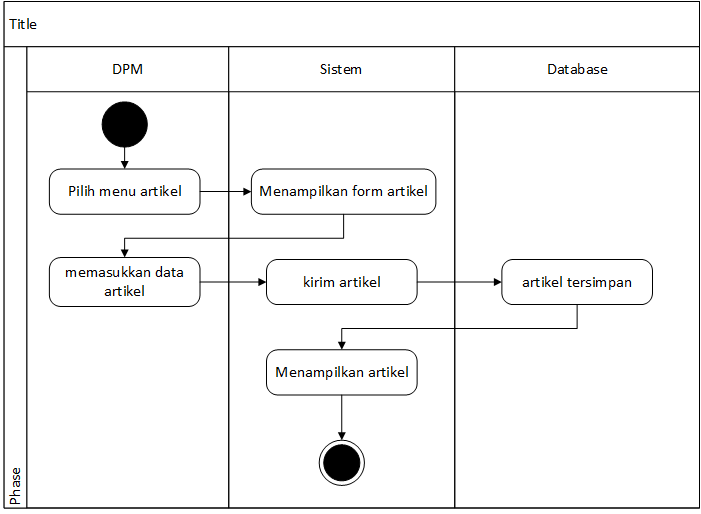 Title
DPM
Sistem
Database
Pilih menu artikel
Menampilkan form artikel
memasukkan data
artikel
kirim artikel
artikel tersimpan
Menampilkan artikel
Phase